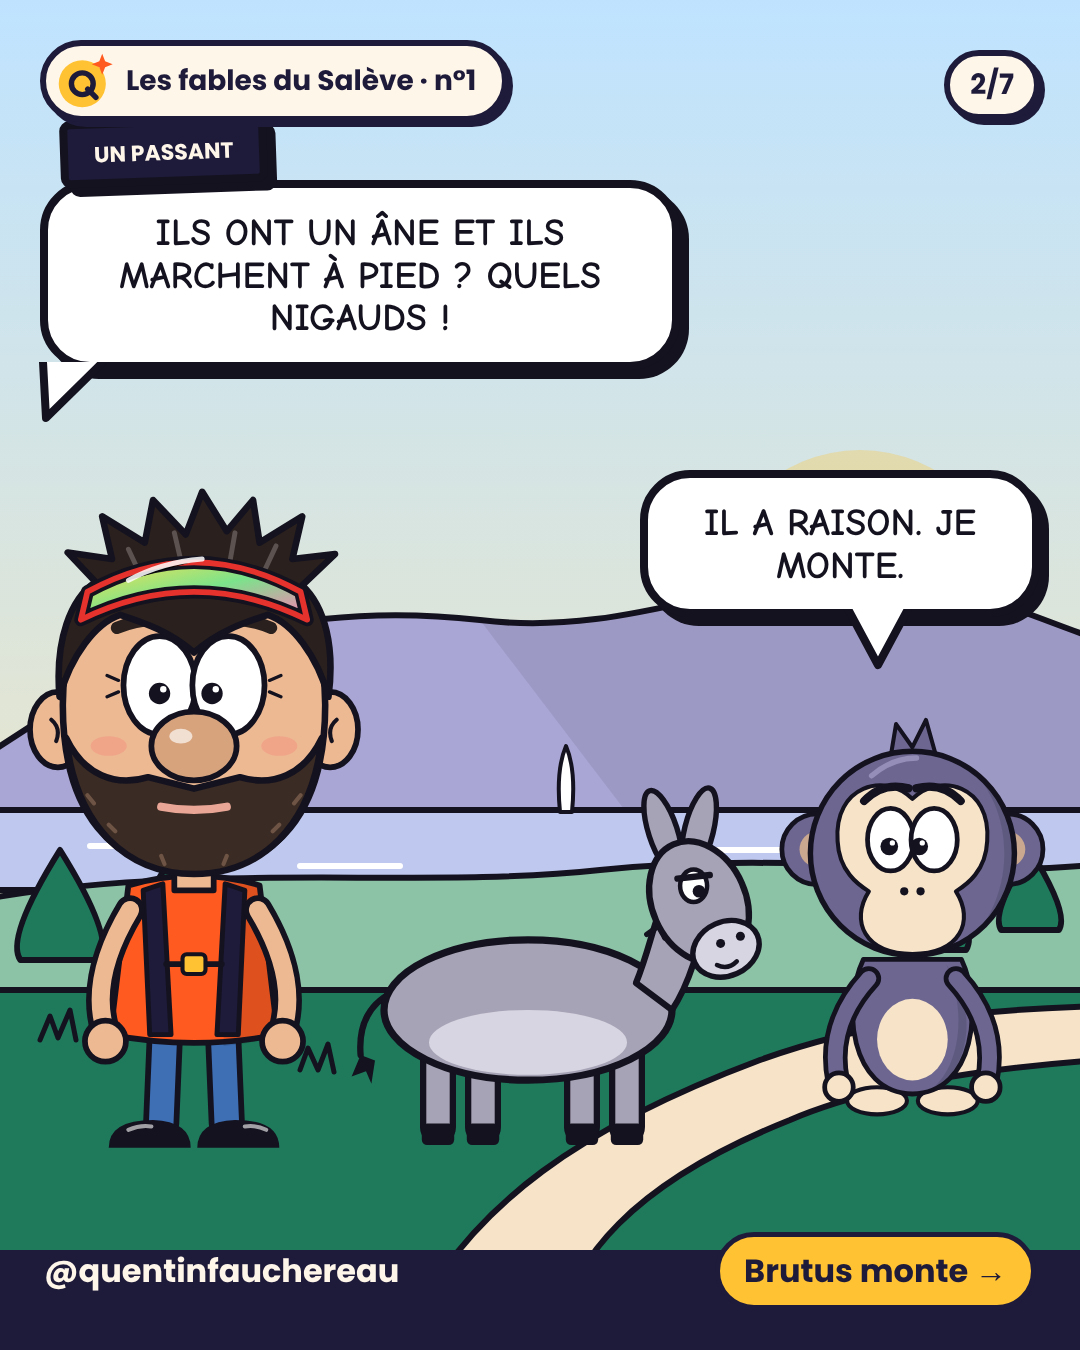 Les fables du Salève · n°1
2/7
UN PASSANT
ILS ONT UN ÂNE ET ILS
MARCHENT À PIED ? QUELS
NIGAUDS !
IL A RAISON. JE
MONTE.
@quentinfauchereau
Brutus monte →